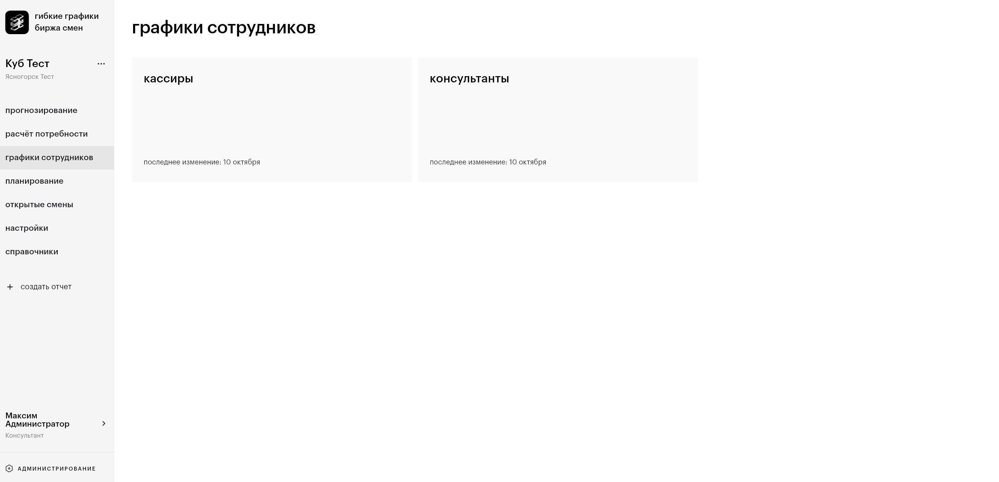 гибкие графики
биржа смен
Куб Тест
Ясногорск Тест
прогнозирование
расчёт потребности
графики сотрудников
планирование
открытые смены
настройки
справочники
+ создать отчет
Максим
Администратор
Консультант
АДМИНИСТРИРОВАНИЕ
графики сотрудников
кассиры
последнее изменение: 10 октября
консультанты
последнее изменение: 10 октября